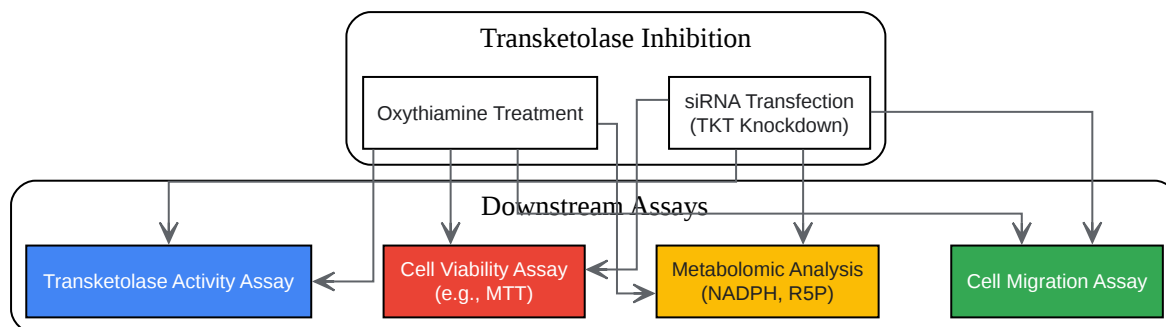 Transketolase Inhibition
Oxythiamine Treatment
siRNA Transfection
(TKT Knockdown)
Downstream Assays
Transketolase Activity Assay
Cell Viability Assay
(e.g., MTT)
Metabolomic Analysis
(NADPH, R5P)
Cell Migration Assay